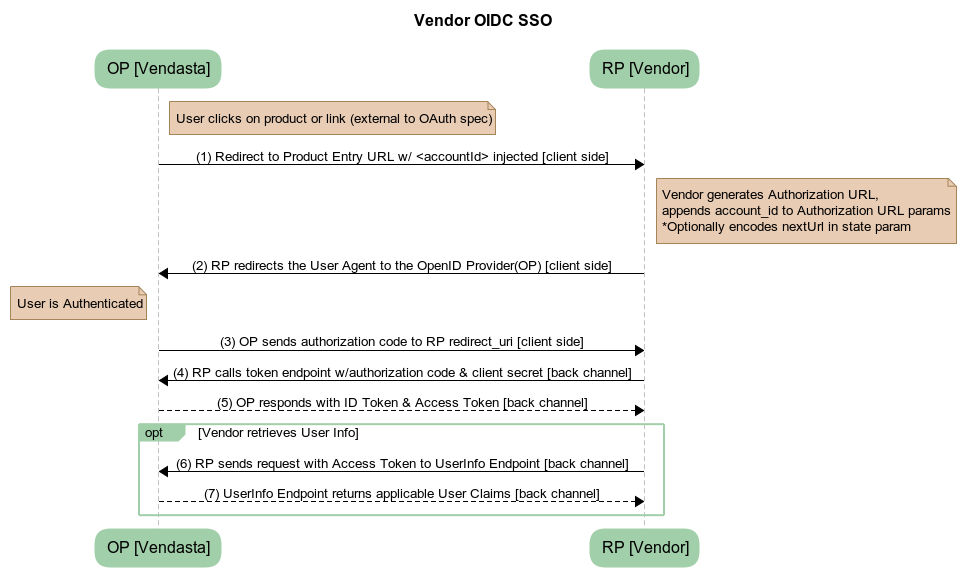 Vendor OIDC SSO
OP [Vendasta]
RP [Vendor]
User clicks on product or link (external to OAuth spec)
(1) Redirect to Product Entry URL w/ <accountId> injected [client side]
Vendor generates Authorization URL,
appends account_id to Authorization URL params
*Optionally encodes nextUrl in state param
(2) RP redirects the User Agent to the OpenID Provider(OP) [client side]
User is Authenticated
(3) OP sends authorization code to RP redirect_uri [client side]
(4) RP calls token endpoint w/authorization code & client secret [back channel]
(5) OP responds with ID Token & Access Token [back channel]
opt
[Vendor retrieves User Info]
(6) RP sends request with Access Token to UserInfo Endpoint [back channel]
(7) UserInfo Endpoint returns applicable User Claims [back channel]
OP [Vendasta]
RP [Vendor]